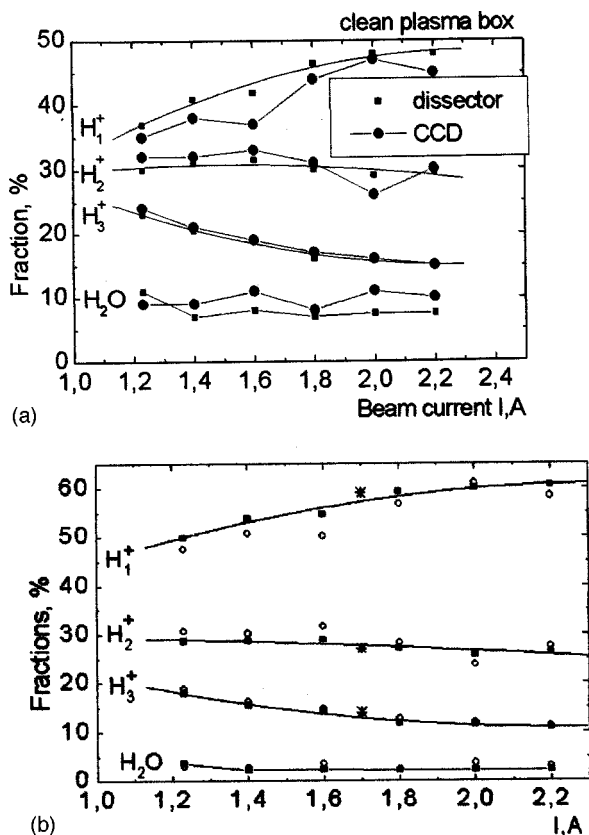 clean plasma box
50
40
30
20
10
0
Fraction, %
H₁⁺
H₂⁺
H₃⁺
H₂O
dissector
CCD
1,0 1,2 1,4 1,6 1,8 2,0 2,2 2,4
Beam current I,A
(a)
60
50
40
30
20
10
0
Fractions, %
H₁⁺
H₂⁺
H₃⁺
H₂O
1,0 1,2 1,4 1,6 1,8 2,0 2,2
I,A
(b)